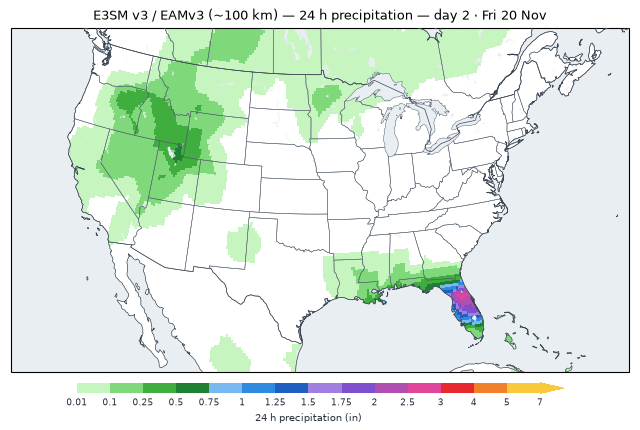 E3SM v3 / EAMv3 (~100 km) — 24 h precipitation — day 2 · Fri 20 Nov
0.01 0.1 0.25 0.5 0.75 1 1.25 1.5 1.75 2 2.5 3 4 5 7
24 h precipitation (in)